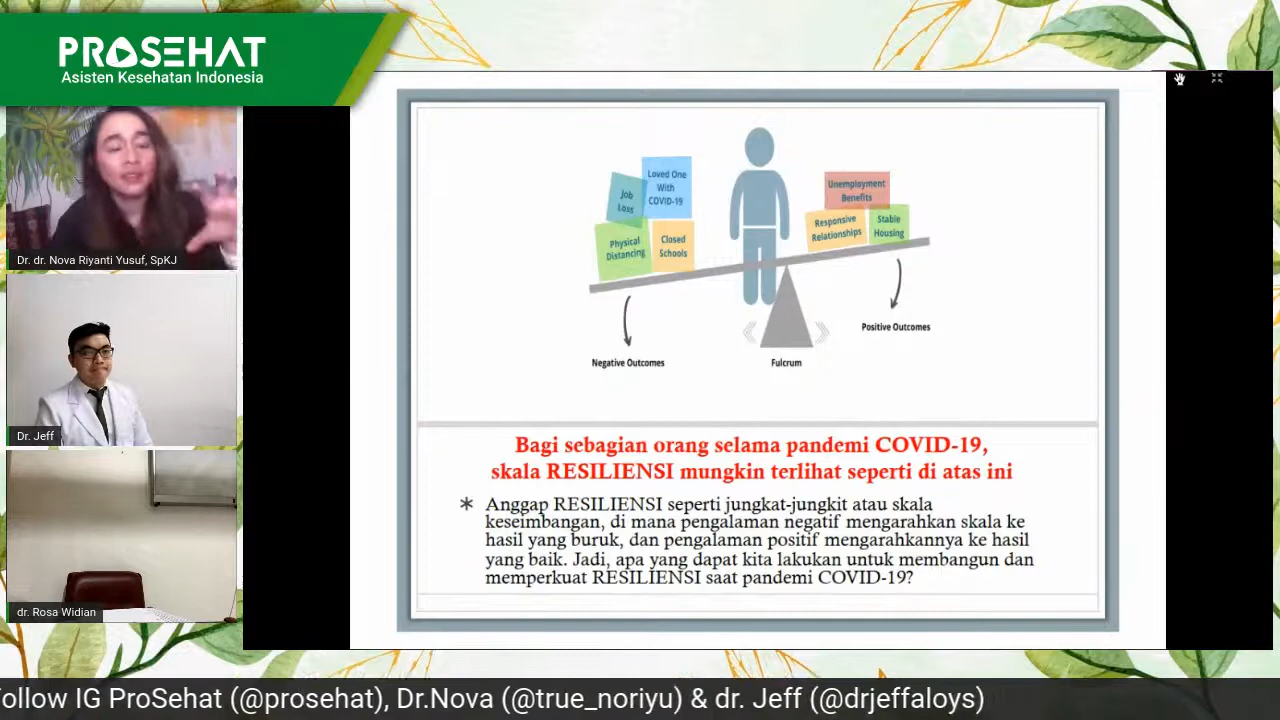 PROSEHAT
Asisten Kesehatan Indonesia
Dr. dr. Nova Riyanti Yusuf, SpKJ
Dr. Jeff
dr. Rosa Widian
Job
Loss
Loved One
With
COVID-19
Physical
Distancing
Closed
Schools
Unemployment
Benefits
Responsive
Relationships
Stable
Housing
Negative Outcomes
Fulcrum
Positive Outcomes
Bagi sebagian orang selama pandemi COVID-19,
skala RESILIENSI mungkin terlihat seperti di atas ini
* Anggap RESILIENSI seperti jungkat-jungkit atau skala
keseimbangan, di mana pengalaman negatif mengarahkan skala ke
hasil yang buruk, dan pengalaman positif mengarahkannya ke hasil
yang baik. Jadi, apa yang dapat kita lakukan untuk membangun dan
memperkuat RESILIENSI saat pandemi COVID-19?
ollow IG ProSehat (@prosehat), Dr.Nova (@true_noriyu) & dr. Jeff (@drjeffaloys)